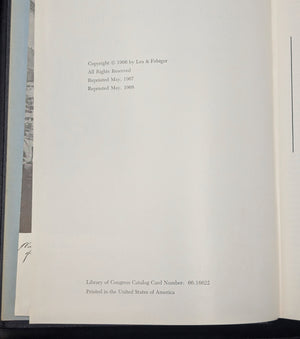 Copyright © 1966 by Lea & Febiger
All Rights Reserved
Reprinted May, 1967
Reprinted May, 1969
Library of Congress Catalog Card Number: 66-16622
Printed in the United States of America